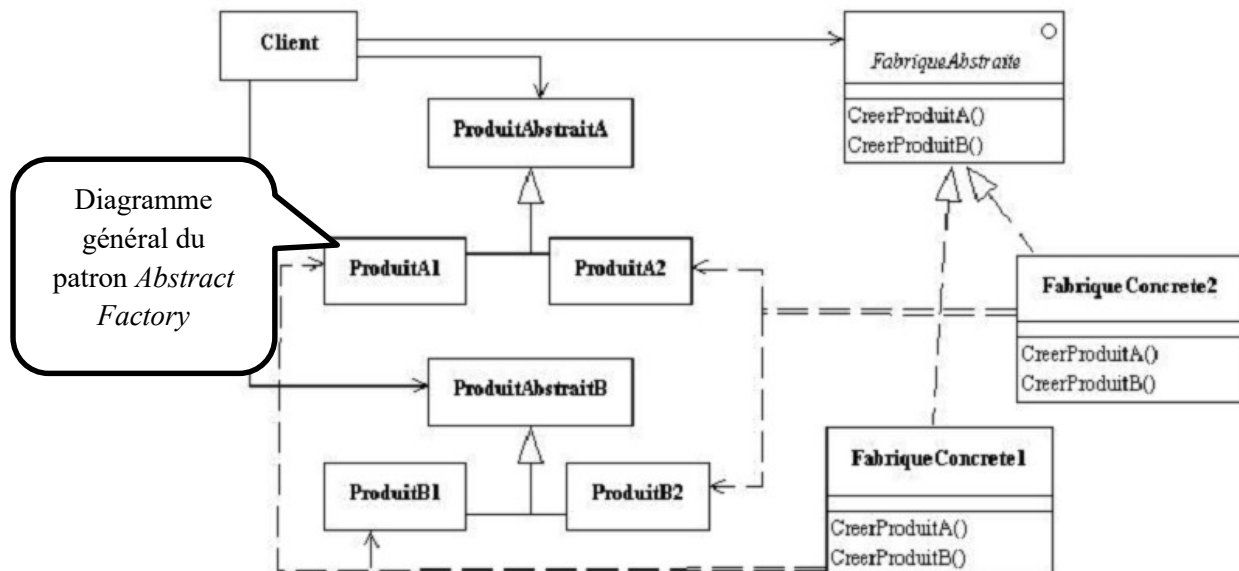 Client
FabriqueAbstraite
CreerProduitA()
CreerProduitB()
ProduitAbstraitA
Diagramme
général du
patron Abstract
Factory
ProduitA1
ProduitA2
FabriqueConcrete2
CreerProduitA()
CreerProduitB()
ProduitAbstraitB
FabriqueConcrete1
CreerProduitA()
CreerProduitB()
ProduitB1
ProduitB2